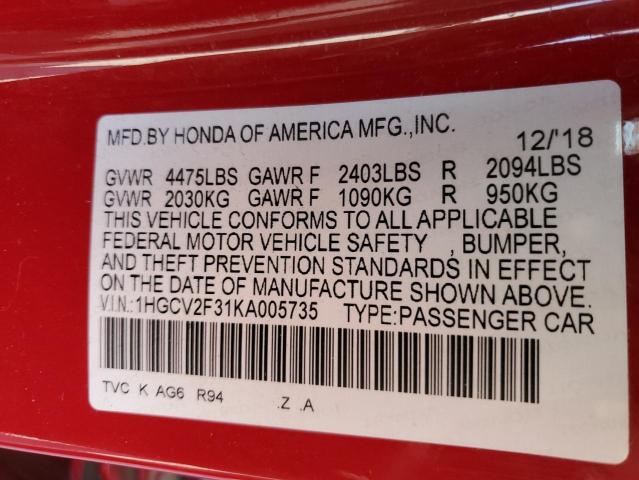 MFD.BY HONDA OF AMERICA MFG.,INC. 12/'18
GVWR 4475LBS GAWR F 2403LBS R 2094LBS
GVWR 2030KG GAWR F 1090KG R 950KG
THIS VEHICLE CONFORMS TO ALL APPLICABLE
FEDERAL MOTOR VEHICLE SAFETY , BUMPER,
AND THEFT PREVENTION STANDARDS IN EFFECT
ON THE DATE OF MANUFACTURE SHOWN ABOVE.
V.I.N.:1HGCV2F31KA005735 TYPE:PASSENGER CAR
TVC K AG6 R94 .Z .A